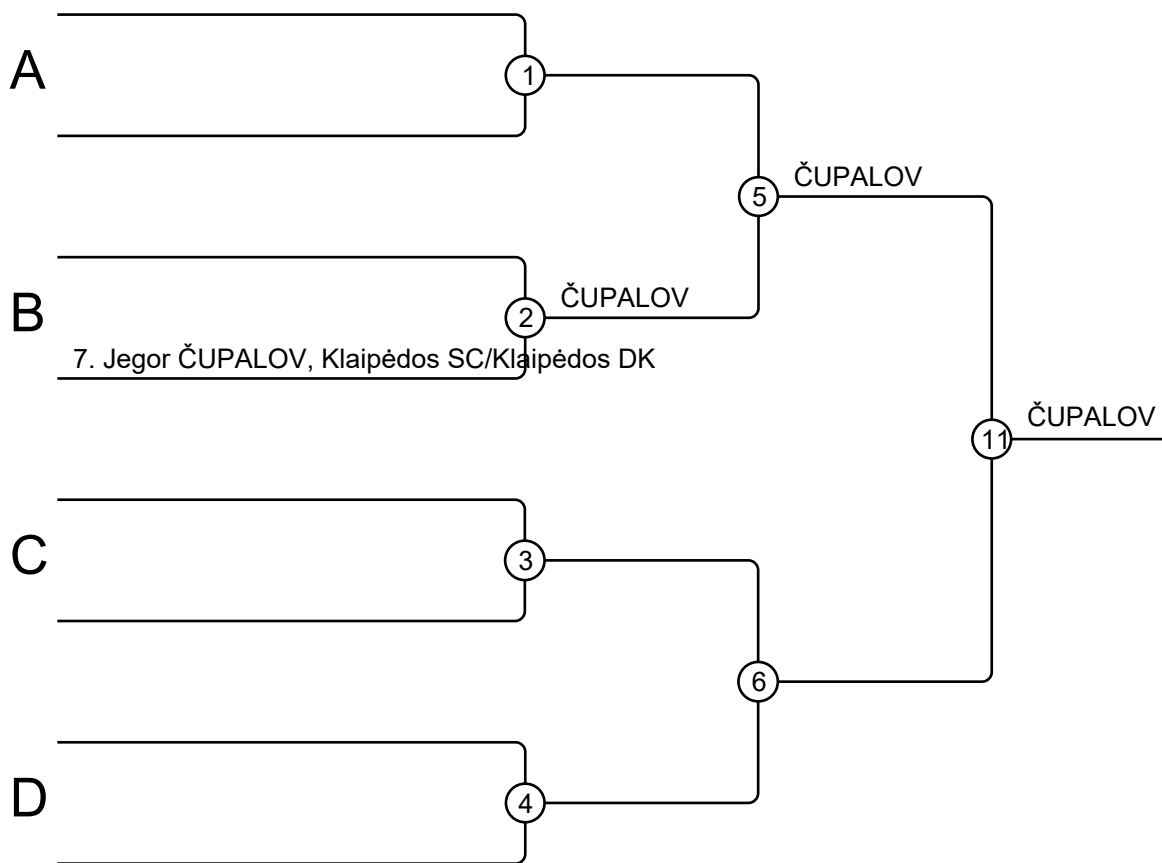 A
1
ČUPALOV
5
B
ČUPALOV
2
7. Jegor ČUPALOV, Klaipėdos SC/Klaipėdos DK
ČUPALOV
11
C
3
6
D
4